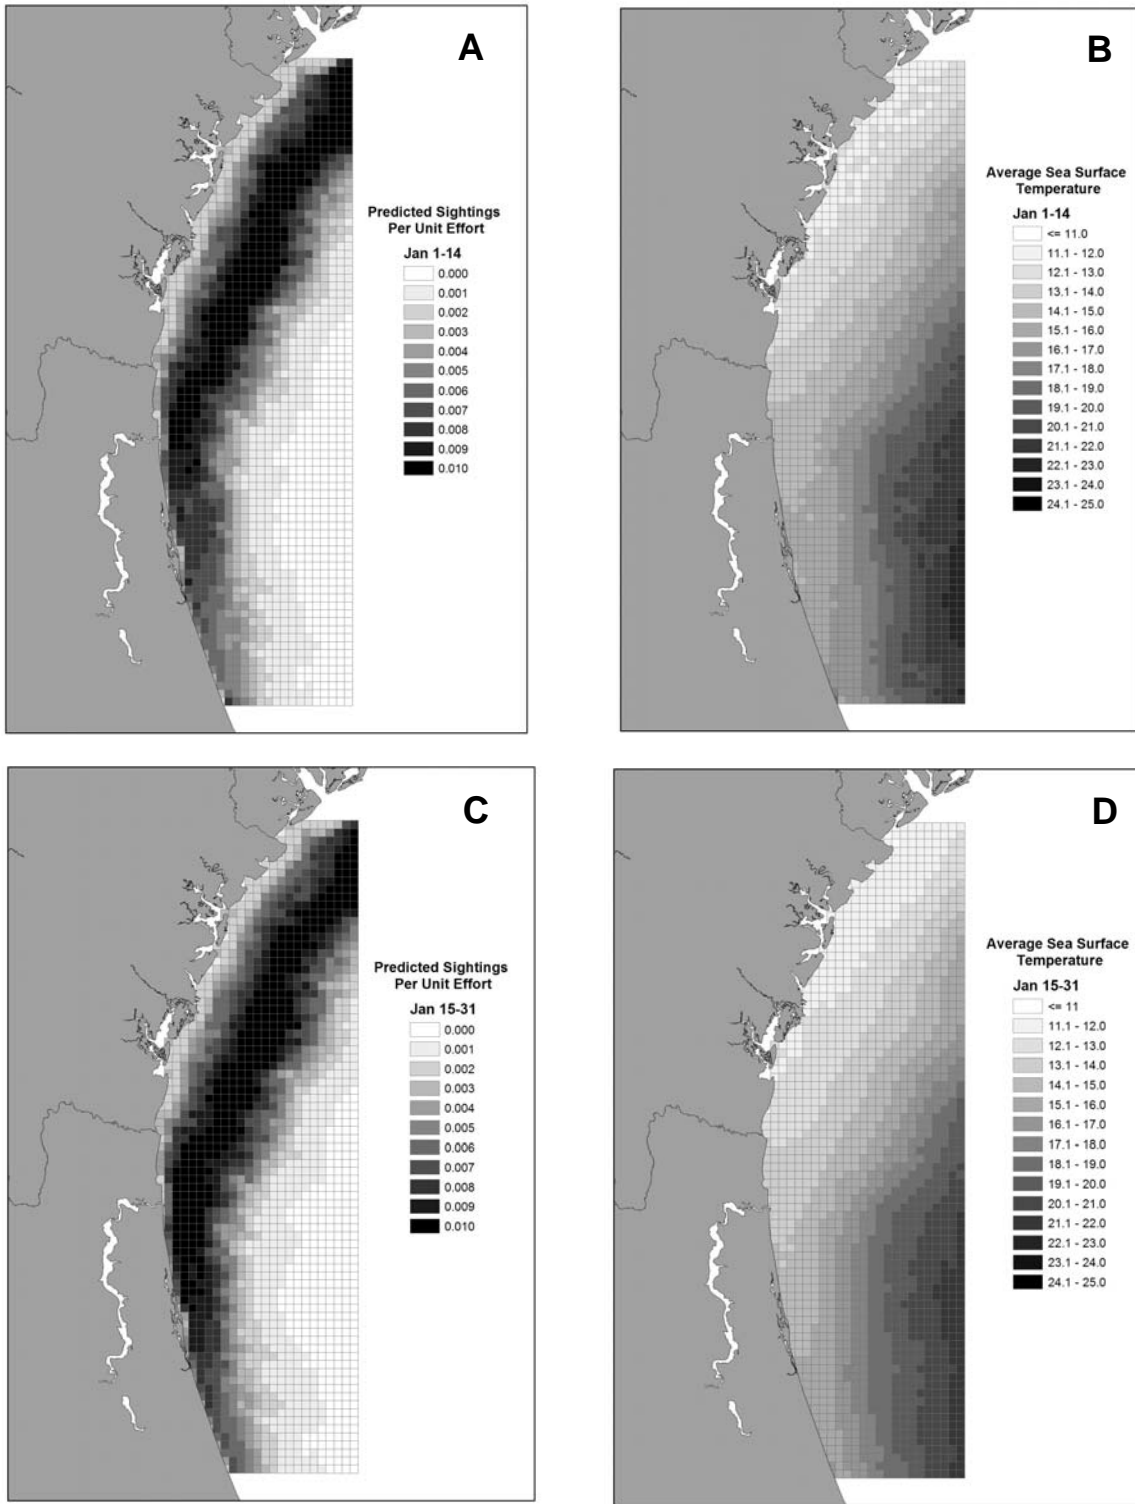 A
Predicted Sightings
Per Unit Effort
Jan 1-14
0.000
0.001
0.002
0.003
0.004
0.005
0.006
0.007
0.008
0.009
0.010
B
Average Sea Surface
Temperature
Jan 1-14
<= 11.0
11.1 - 12.0
12.1 - 13.0
13.1 - 14.0
14.1 - 15.0
15.1 - 16.0
16.1 - 17.0
17.1 - 18.0
18.1 - 19.0
19.1 - 20.0
20.1 - 21.0
21.1 - 22.0
22.1 - 23.0
23.1 - 24.0
24.1 - 25.0
C
Predicted Sightings
Per Unit Effort
Jan 15-31
0.000
0.001
0.002
0.003
0.004
0.005
0.006
0.007
0.008
0.009
0.010
D
Average Sea Surface
Temperature
Jan 15-31
<= 11
11.1 - 12.0
12.1 - 13.0
13.1 - 14.0
14.1 - 15.0
15.1 - 16.0
16.1 - 17.0
17.1 - 18.0
18.1 - 19.0
19.1 - 20.0
20.1 - 21.0
21.1 - 22.0
22.1 - 23.0
23.1 - 24.0
24.1 - 25.0